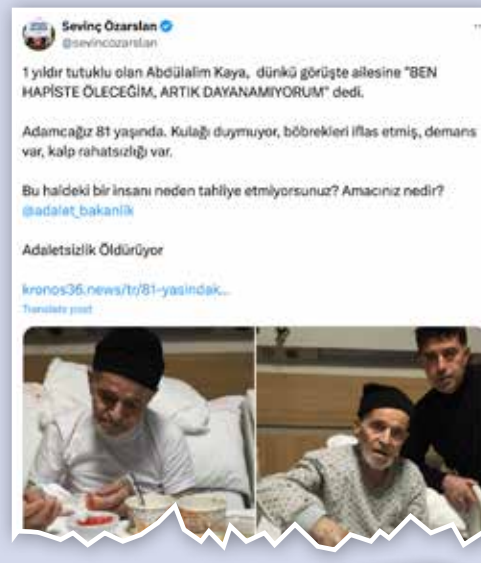 Sevinç Özarslan
@sevincozarslan
1 yıldır tutuklu olan Abdülalim Kaya, dünkü görüşte ailesine "BEN
HAPİSTE ÖLECEĞİM, ARTIK DAYANAMIYORUM" dedi.
Adamcağız 81 yaşında. Kulağı duymuyor, böbrekleri iflas etmiş, demans
var, kalp rahatsızlığı var.
Bu haldeki bir insanı neden tahliye etmiyorsunuz? Amacınız nedir?
@adalet_bakanlik
Adaletsizlik Öldürüyor
kronos36.news/tr/81-yasindak...
Translate post